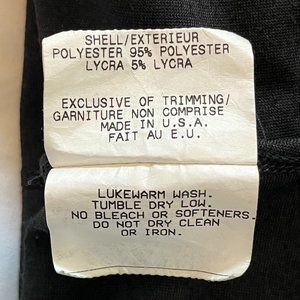 SHELL/EXTERIEUR
POLYESTER 95% POLYESTER
LYCRA 5% LYCRA
EXCLUSIVE OF TRIMMING/
GARNITURE NON COMPRISE
MADE IN U.S.A.
FAIT AU E.U.
LUKEWARM WASH.
TUMBLE DRY LOW.
NO BLEACH OR SOFTENERS.
DO NOT DRY CLEAN
OR IRON.